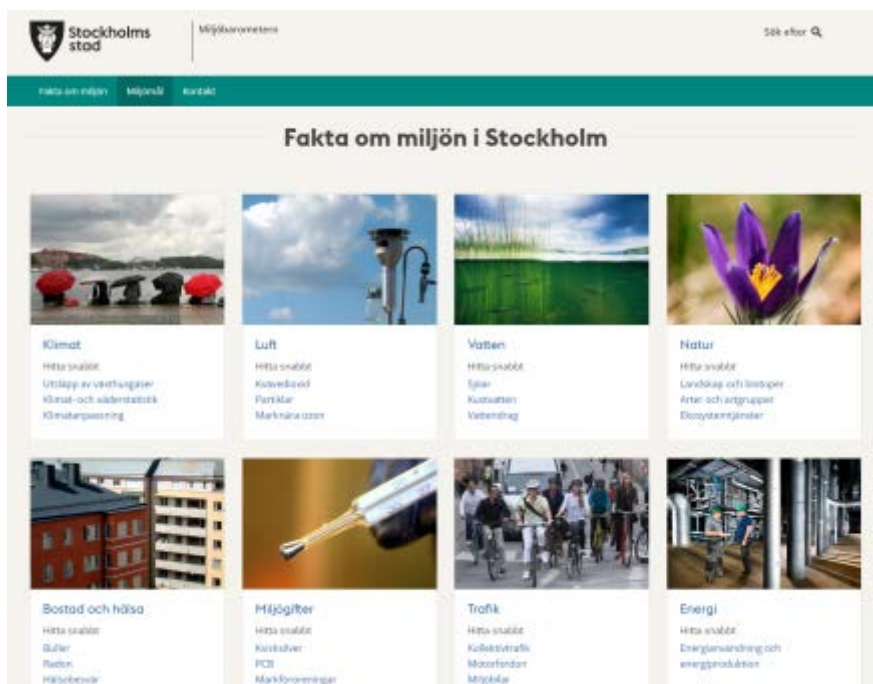 Stockholms
stad
Miljöbarometern
Sök efter
Fakta om miljön
Miljömål
Kontakt
Fakta om miljön i Stockholm
Klimat
Hitta snabbt
Utsläpp av växthusgaser
Klimat- och väderstatistik
Klimatanpassning
Luft
Hitta snabbt
Kvävedioxid
Partiklar
Marknära ozon
Vatten
Hitta snabbt
Sjöar
Kustvatten
Vattendrag
Natur
Hitta snabbt
Landskap och biotoper
Arter och artgrupper
Ekosystemtjänster
Bostad och hälsa
Hitta snabbt
Buller
Radon
Hälsobesvär
Miljögifter
Hitta snabbt
Kvicksilver
PCB
Markföroreningar
Trafik
Hitta snabbt
Kollektivtrafik
Motorfordon
Miljöbilar
Energi
Hitta snabbt
Energianvändning och
energiproduktion